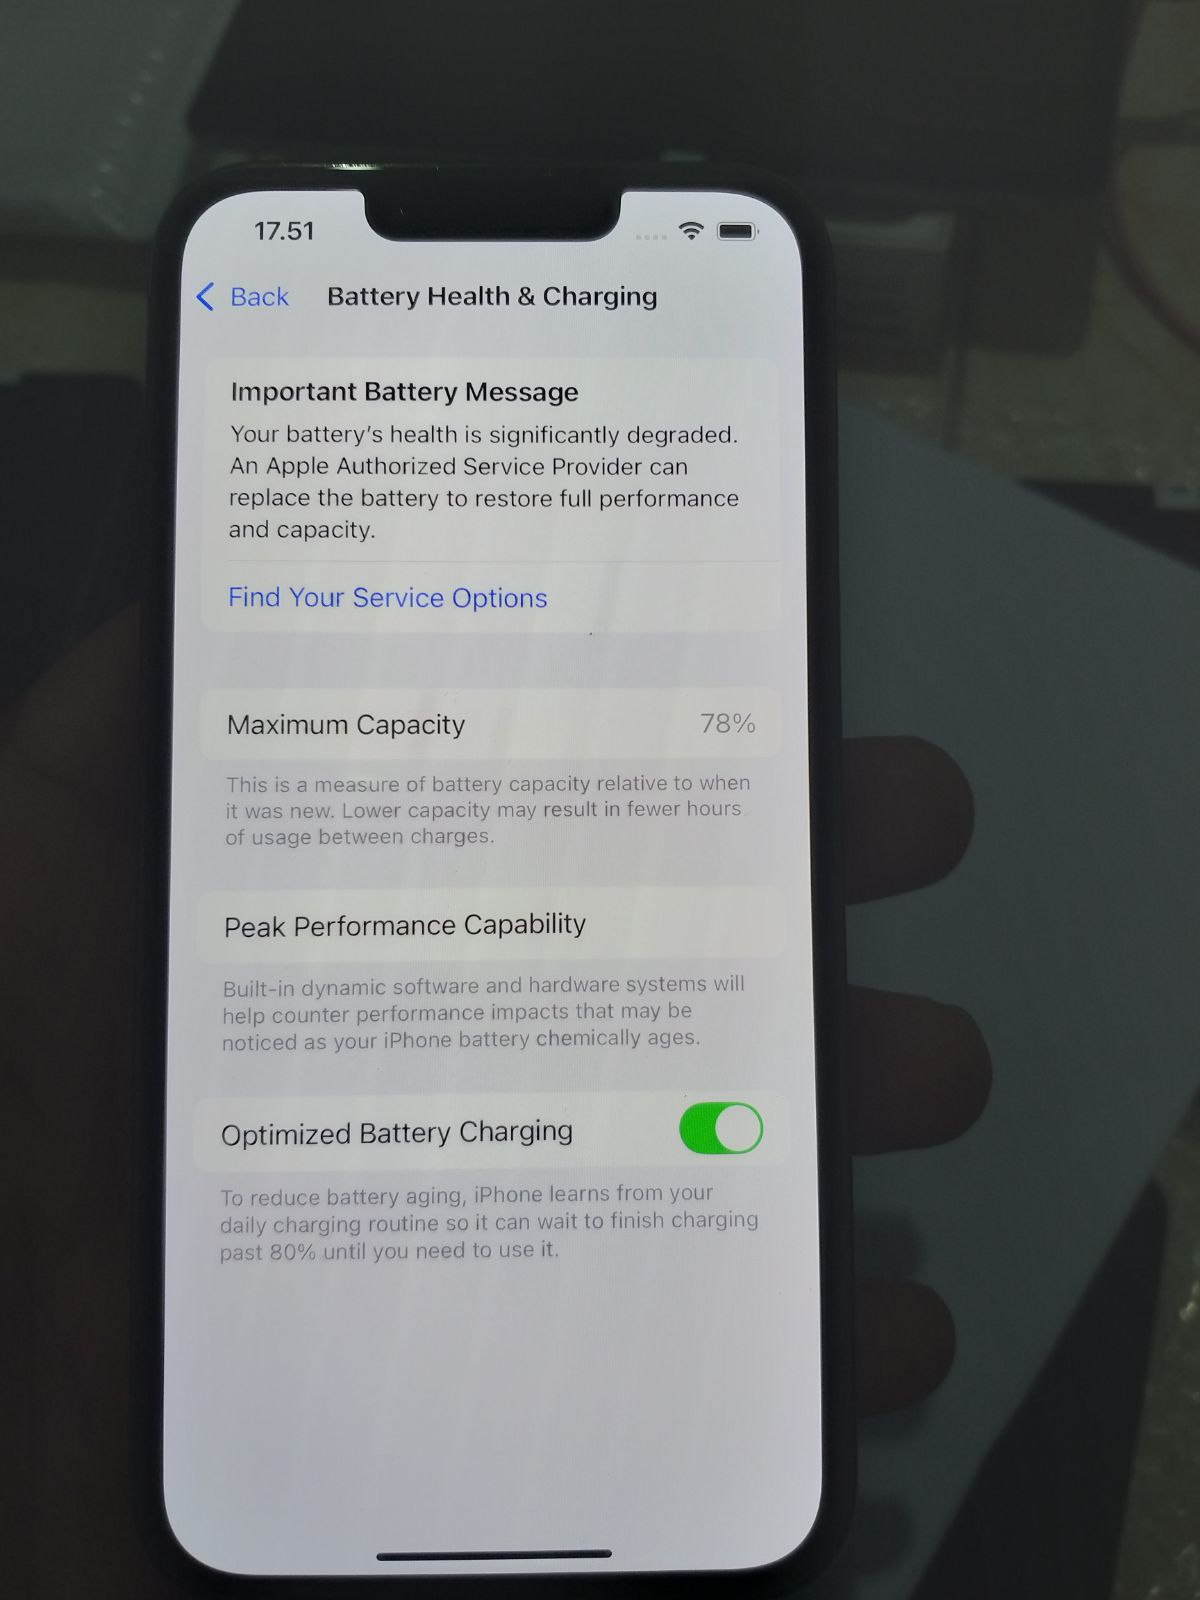 17.51
Back
Battery Health & Charging
Important Battery Message
Your battery's health is significantly degraded.
An Apple Authorized Service Provider can
replace the battery to restore full performance
and capacity.
Find Your Service Options
Maximum Capacity 78%
This is a measure of battery capacity relative to when
it was new. Lower capacity may result in fewer hours
of usage between charges.
Peak Performance Capability
Built-in dynamic software and hardware systems will
help counter performance impacts that may be
noticed as your iPhone battery chemically ages.
Optimized Battery Charging
To reduce battery aging, iPhone learns from your
daily charging routine so it can wait to finish charging
past 80% until you need to use it.